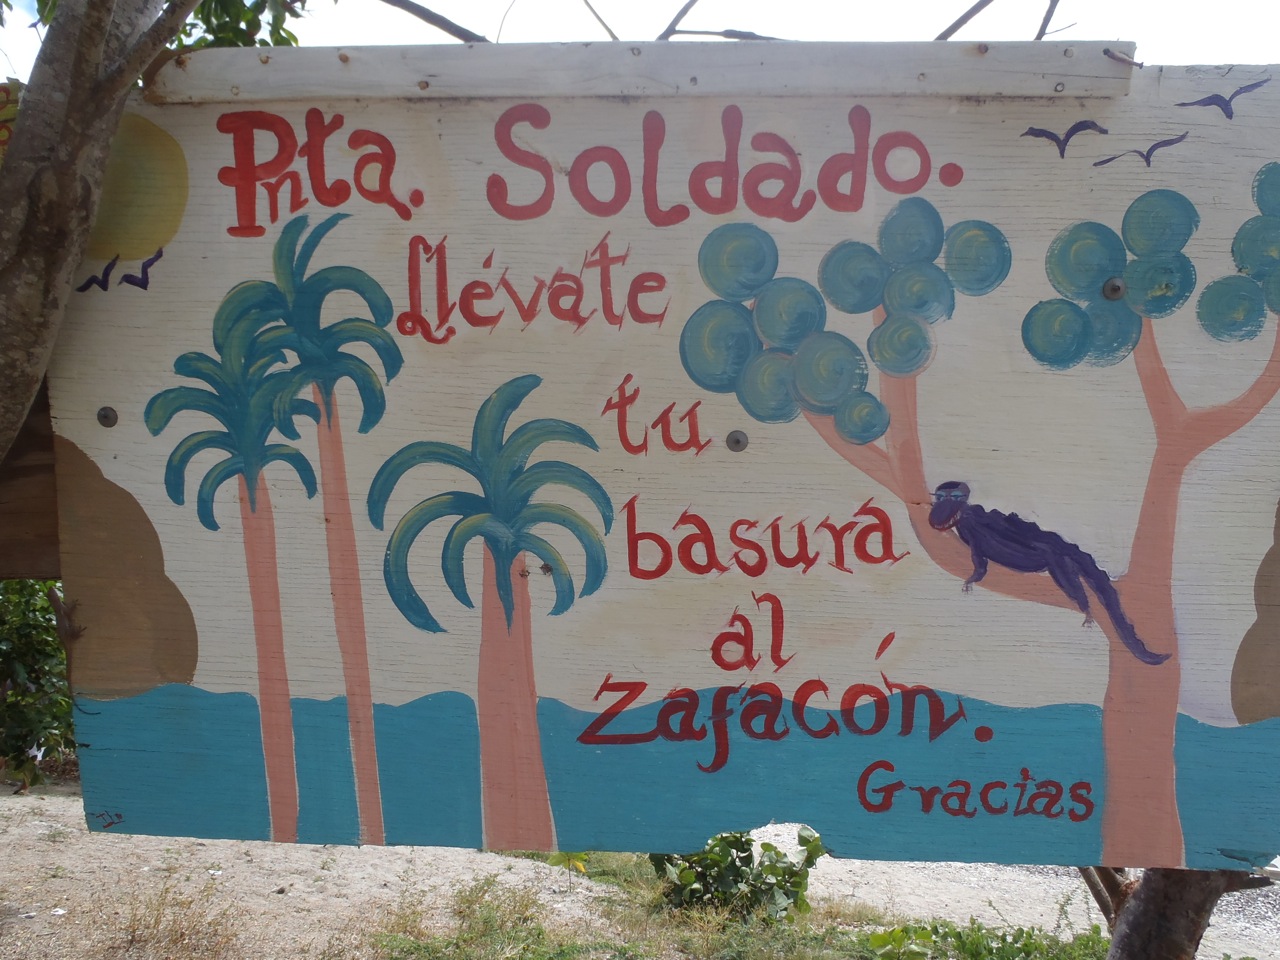 Pnta. Soldado.
Llévate
tu
basura
al
zafacón.
Gracias